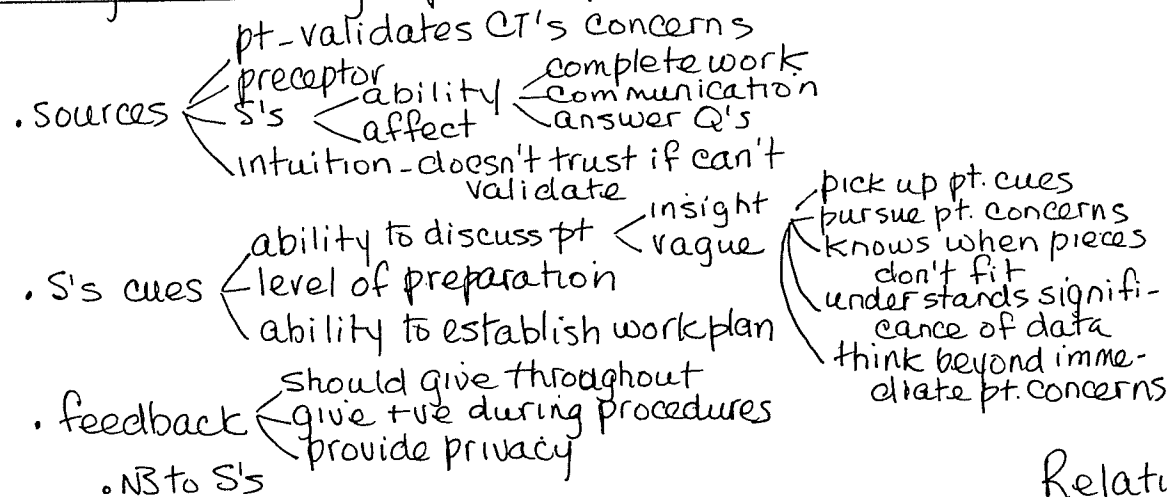 pt-validates CT's concerns
preceptor
. sources
S's
ability
affect
complete work
communication
answer Q's
intuition - doesn't trust if can't
validate
. S's cues
ability to discuss pt
insight
vague
level of preparation
ability to establish workplan
pick up pt. cues
pursue pt. concerns
knows when pieces
don't fit
understands signifi-
cance of data
think beyond imme-
diate pt. concerns
. feedback
should give throughout
give +ve during procedures
provide privacy
. NB to S's
Relati